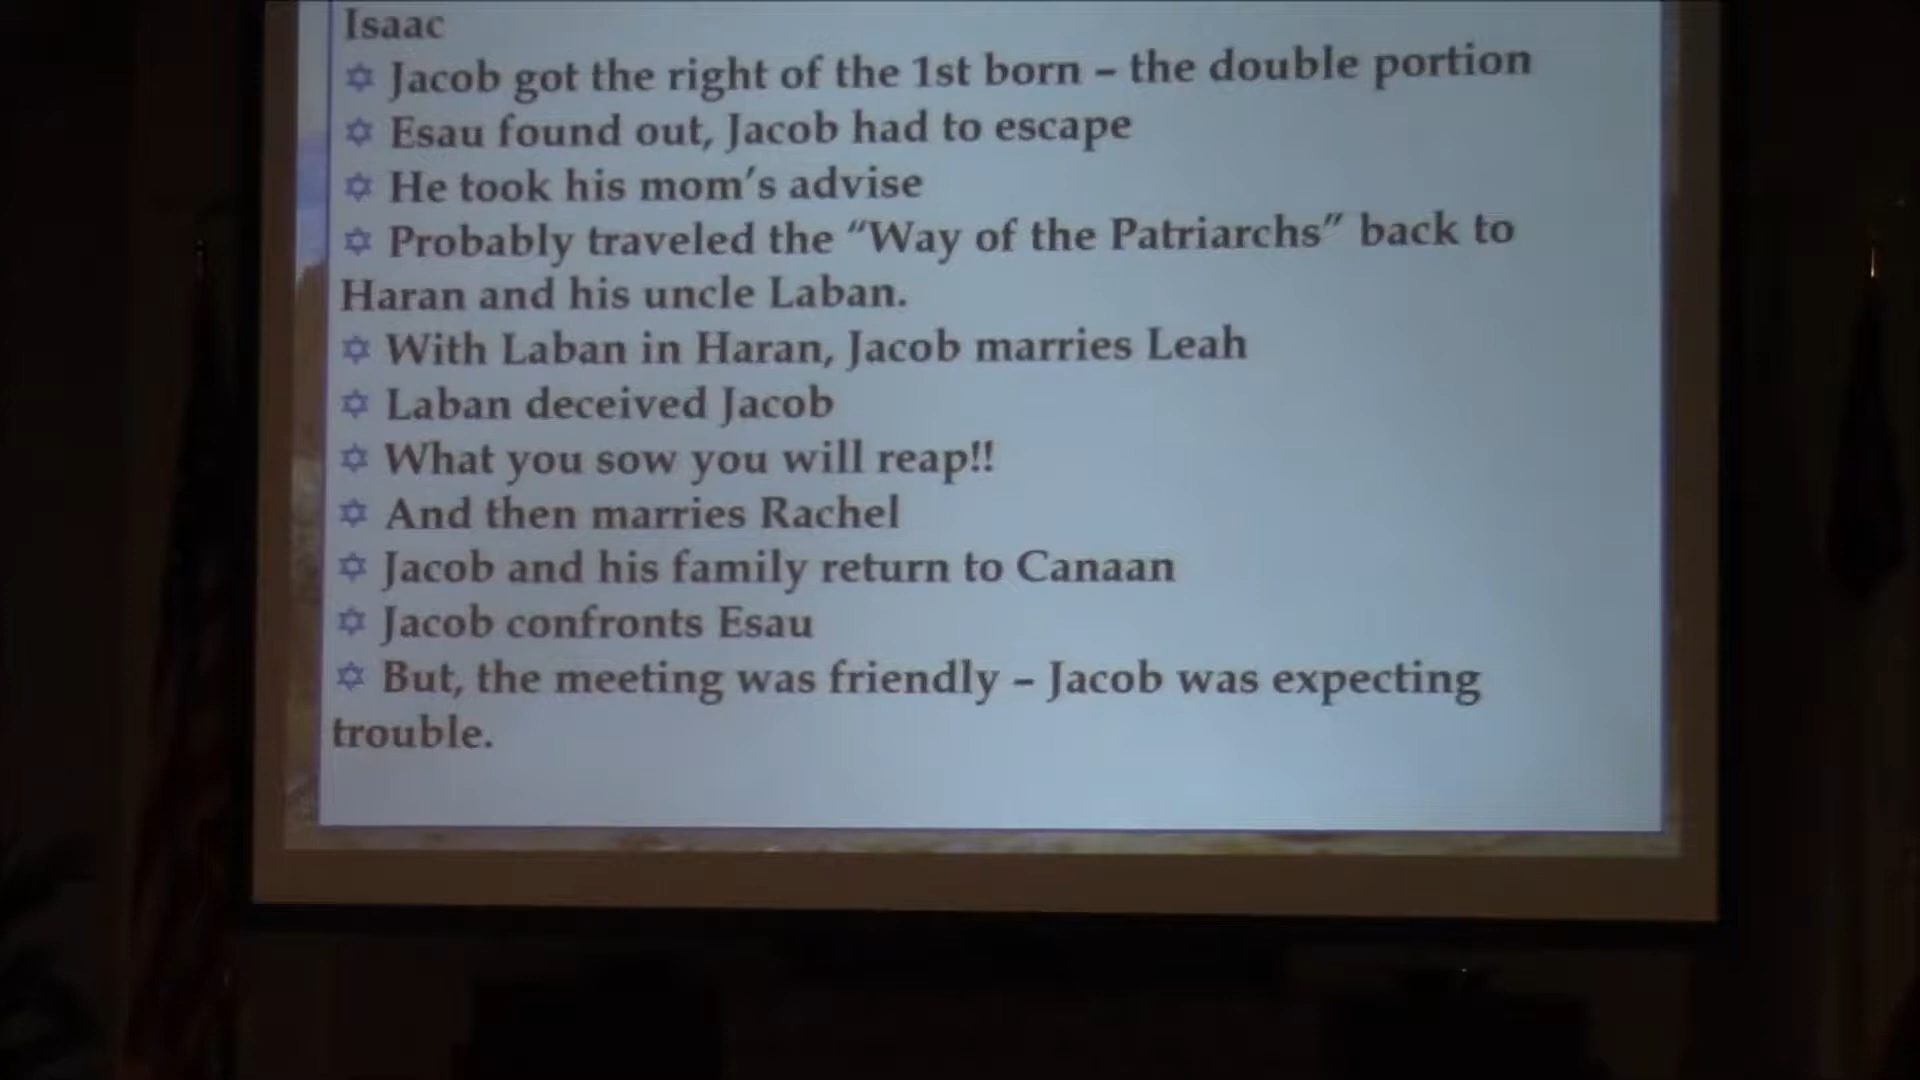 Isaac
✡ Jacob got the right of the 1st born – the double portion
✡ Esau found out, Jacob had to escape
✡ He took his mom’s advise
✡ Probably traveled the “Way of the Patriarchs” back to
Haran and his uncle Laban.
✡ With Laban in Haran, Jacob marries Leah
✡ Laban deceived Jacob
✡ What you sow you will reap!!
✡ And then marries Rachel
✡ Jacob and his family return to Canaan
✡ Jacob confronts Esau
✡ But, the meeting was friendly – Jacob was expecting
trouble.